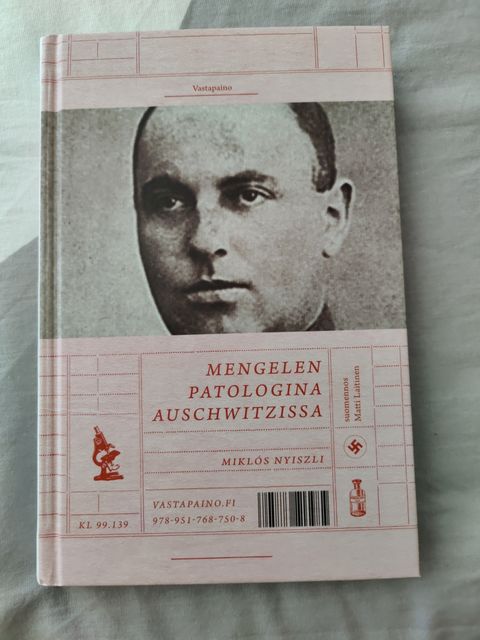 Vastapaino
MENGELEN
PATOLOGINA
AUSCHWITZISSA
suomennos
Matti Laitinen
MIKLÓS NYISZLI
VASTAPAINO.FI
978-951-768-750-8
KL 99.139